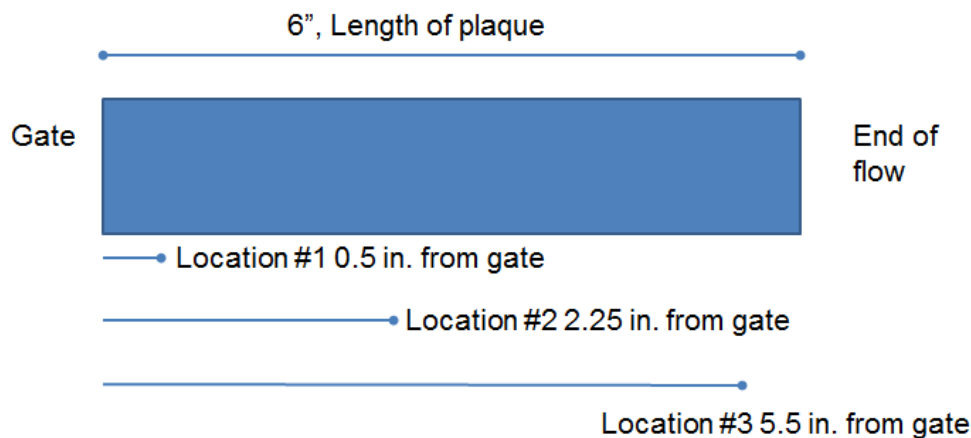 6”, Length of plaque
Gate
End of
flow
Location #1 0.5 in. from gate
Location #2 2.25 in. from gate
Location #3 5.5 in. from gate